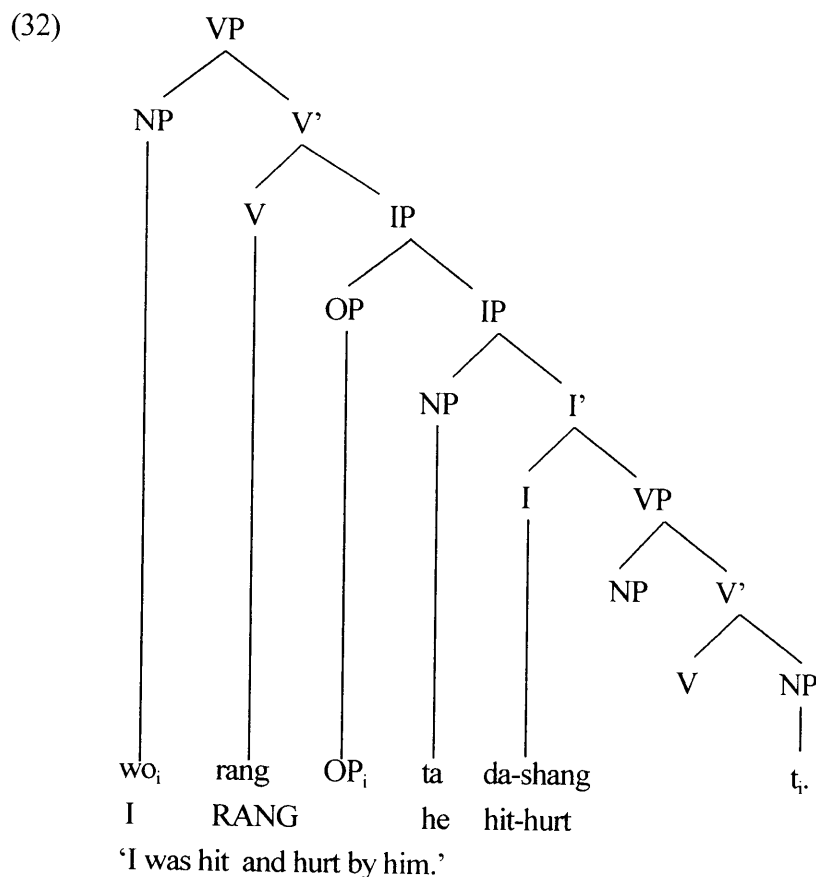 (32)
VP
NP V’
V IP
OP IP
NP I’
I VP
NP V’
V NP
woᵢ rang OPᵢ ta da-shang tᵢ.
I RANG he hit-hurt
‘I was hit and hurt by him.’